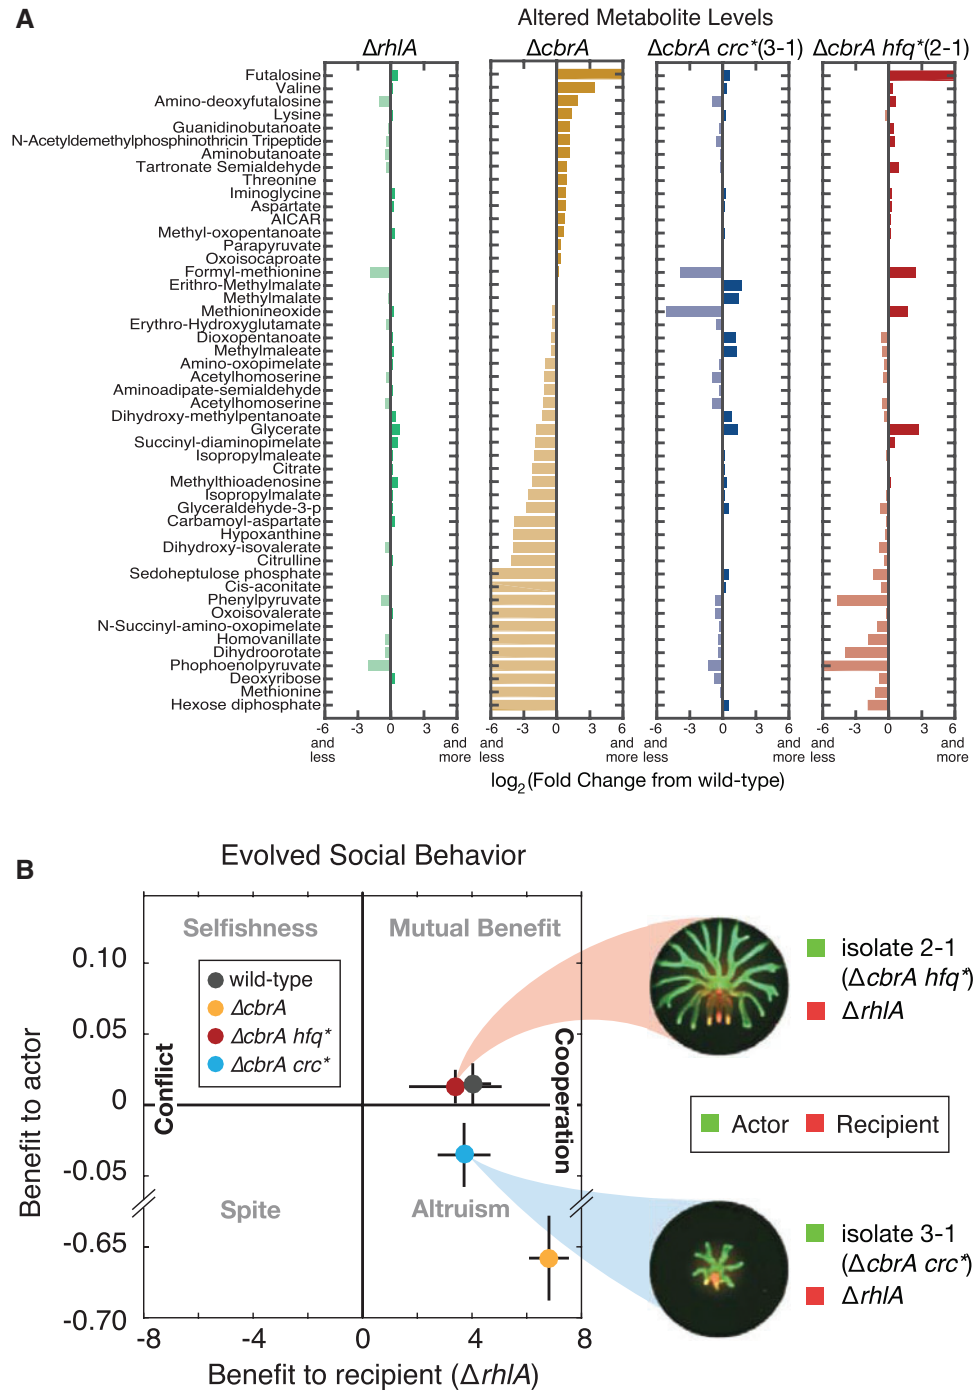 A
Altered Metabolite Levels
ΔrhlA
ΔcbrA
ΔcbrA crc*(3-1)
ΔcbrA hfq*(2-1)
Futalosine
Valine
Amino-deoxyfutalosine
Lysine
Guanidinobutanoate
N-Acetyldemethylphosphinothricin Tripeptide
Aminobutanoate
Tartronate Semialdehyde
Threonine
Iminoglycine
Aspartate
AICAR
Methyl-oxopentanoate
Parapyruvate
Oxoisocaproate
Formyl-methionine
Erithro-Methylmalate
Methylmalate
Methionineoxide
Erythro-Hydroxyglutamate
Dioxopentanoate
Methylmaleate
Amino-oxopimelate
Acetylhomoserine
Aminoadipate-semialdehyde
Acetylhomoserine
Dihydroxy-methylpentanoate
Glycerate
Succinyl-diaminopimelate
Isopropylmaleate
Citrate
Methylthioadenosine
Isopropylmalate
Glyceraldehyde-3-p
Carbamoyl-aspartate
Hypoxanthine
Dihydroxy-isovalerate
Citrulline
Sedoheptulose phosphate
Cis-aconitate
Phenylpyruvate
Oxoisovalerate
N-Succinyl-amino-oxopimelate
Homovanillate
Dihydroorotate
Phophoenolpyruvate
Deoxyribose
Methionine
Hexose diphosphate
-6 -3 0 3 6 -6 -3 0 3 6 -6 -3 0 3 6 -6 -3 0 3 6
and and and and and and and and
less more less more less more less more
log2(Fold Change from wild-type)
B
Evolved Social Behavior
Selfishness
Mutual Benefit
wild-type
ΔcbrA
ΔcbrA hfq*
ΔcbrA crc*
Conflict
Cooperation
Spite
Altruism
Benefit to actor
0.10
0.05
0
-0.05
-0.65
-0.70
-8 -4 0 4 8
Benefit to recipient (ΔrhlA)
isolate 2-1
(ΔcbrA hfq*)
ΔrhlA
Actor Recipient
isolate 3-1
(ΔcbrA crc*)
ΔrhlA